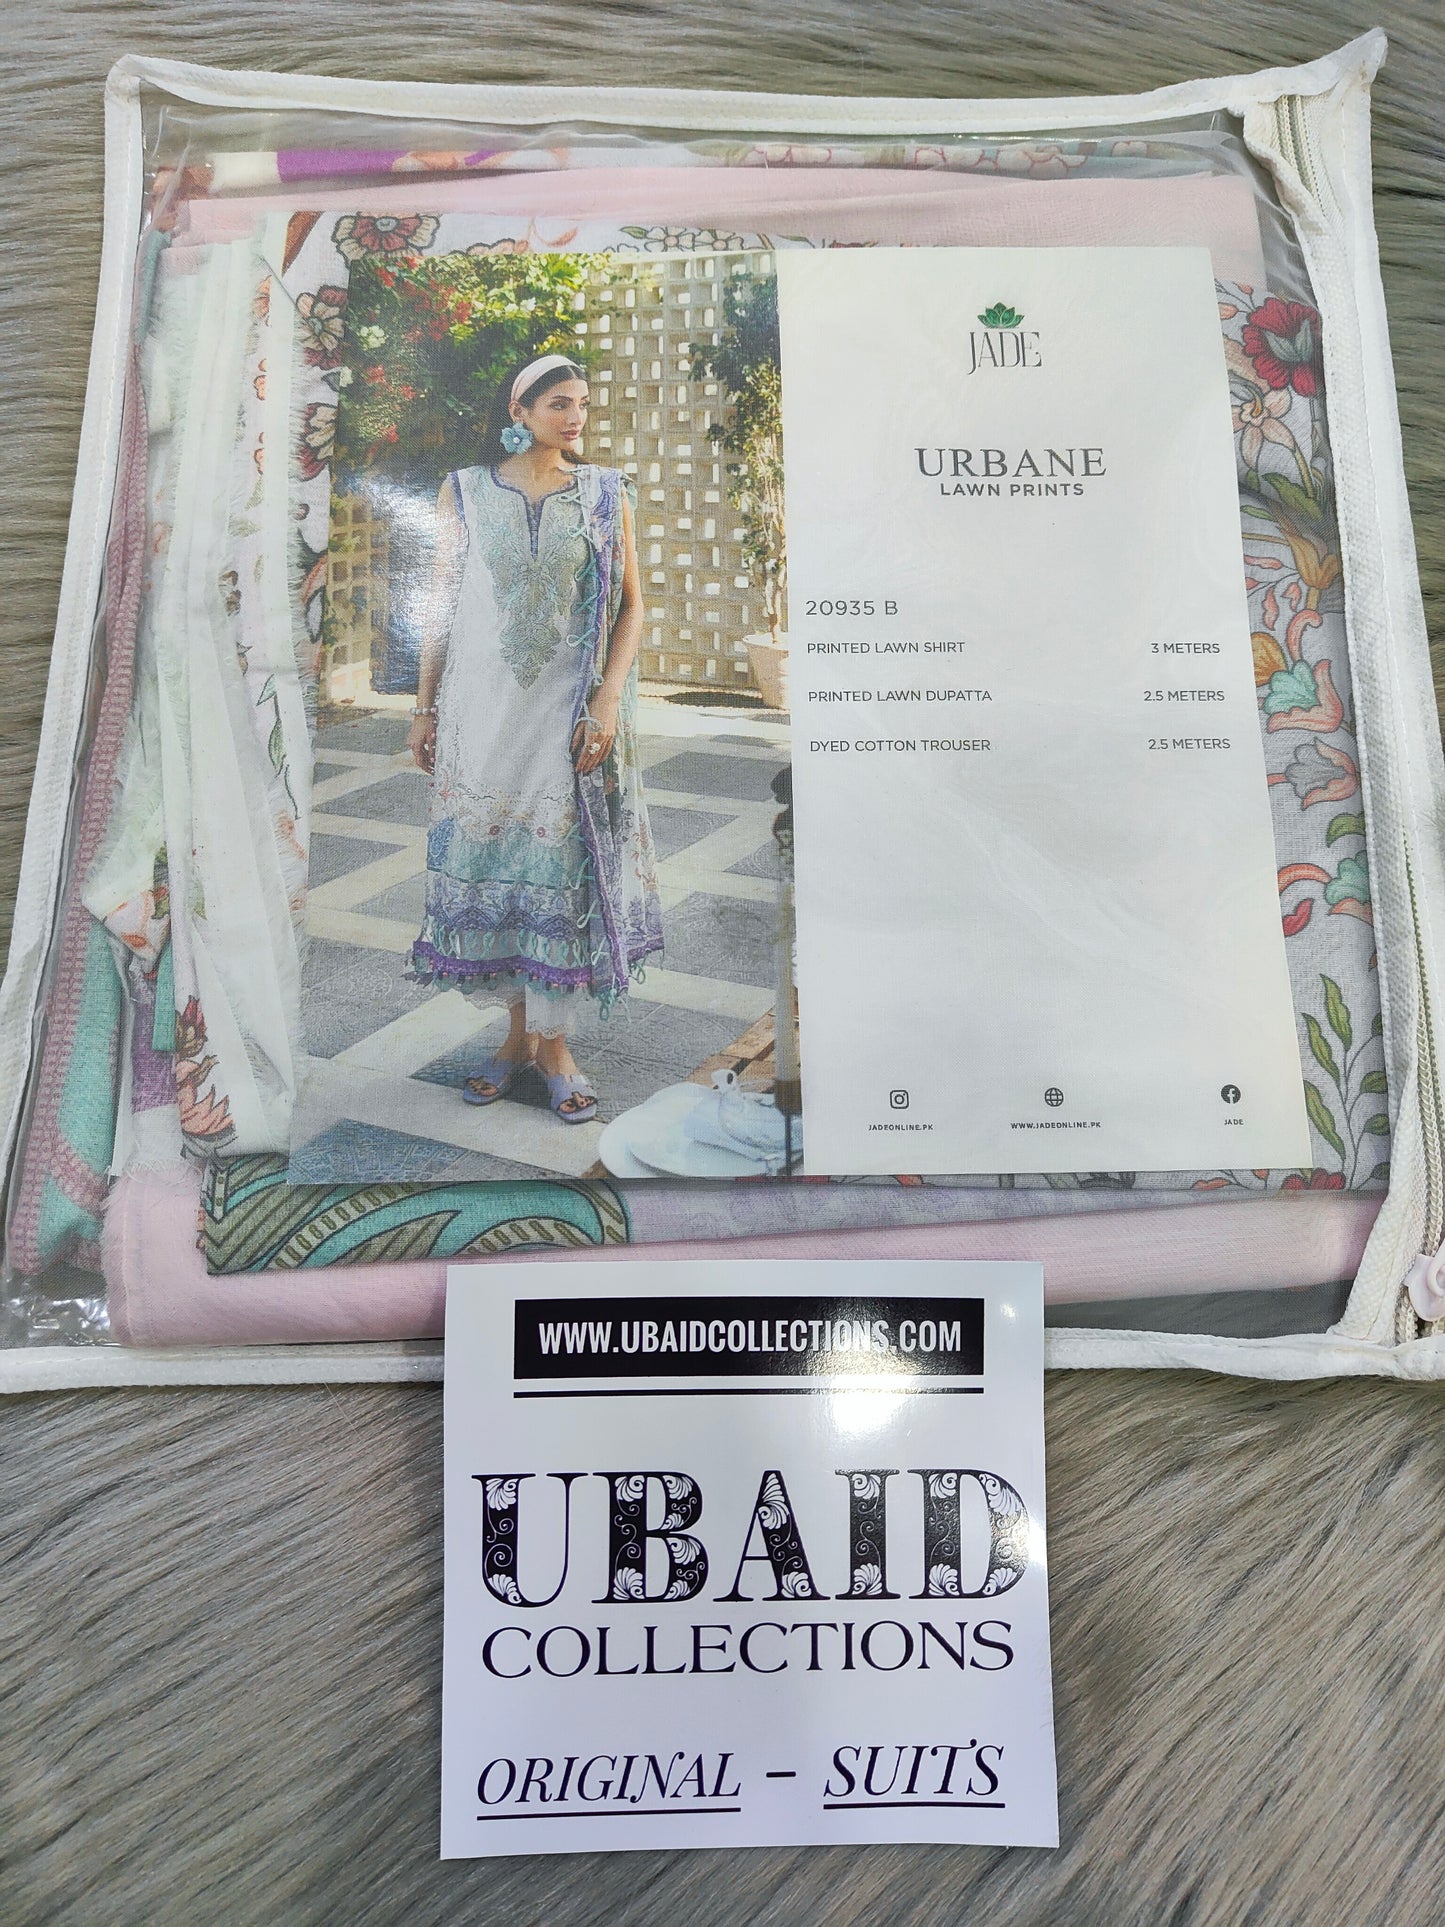 JADE
URBANE
LAWN PRINTS
20935 B
PRINTED LAWN SHIRT 3 METERS
PRINTED LAWN DUPATTA 2.5 METERS
DYED COTTON TROUSER 2.5 METERS
JADEONLINE.PK WWW.JADEONLINE.PK JADE
WWW.UBAIDCOLLECTIONS.COM
UBAID
COLLECTIONS
ORIGINAL - SUITS